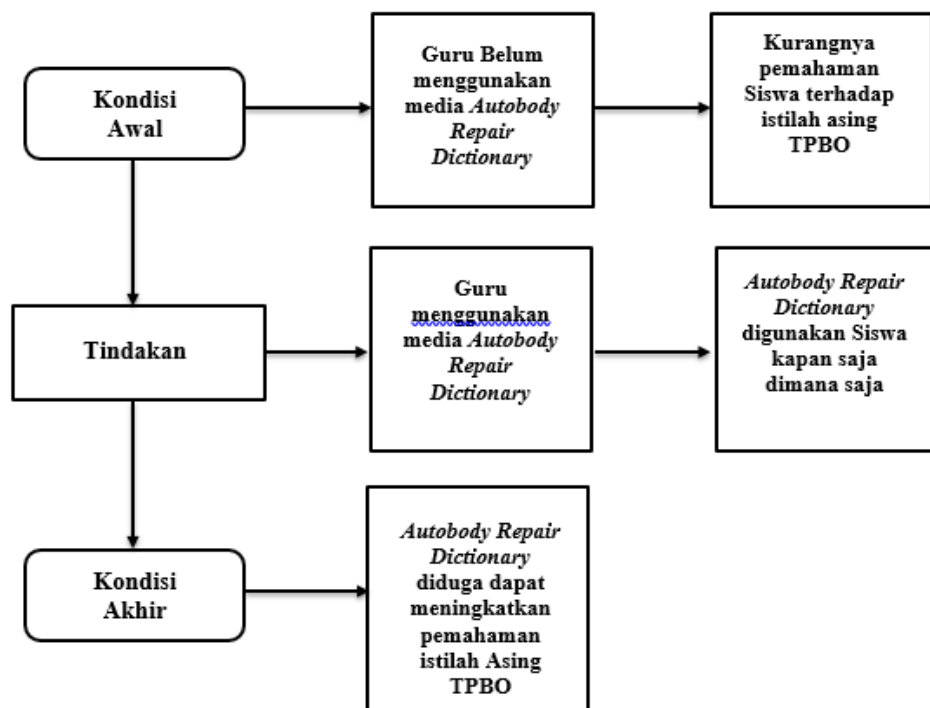 Kondisi
Awal
Guru Belum
menggunakan
media Autobody
Repair
Dictionary
Kurangnya
pemahaman
Siswa terhadap
istilah asing
TPBO
Tindakan
Guru
menggunakan
media Autobody
Repair
Dictionary
Autobody Repair
Dictionary
digunakan Siswa
kapan saja
dimana saja
Kondisi
Akhir
Autobody Repair
Dictionary
diduga dapat
meningkatkan
pemahaman
istilah Asing
TPBO